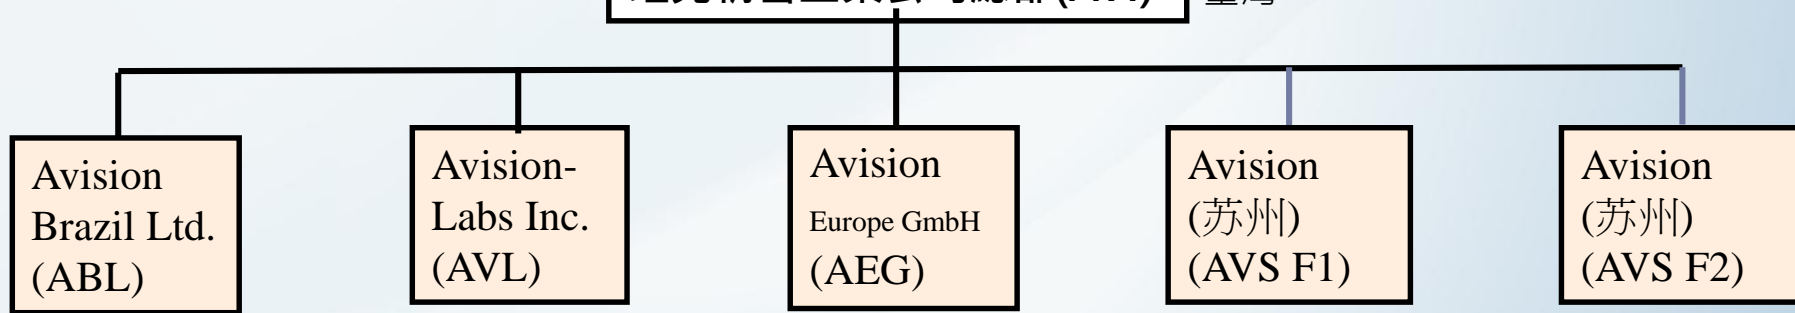 Avision
Brazil Ltd.
(ABL)
Avision-
Labs Inc.
(AVL)
Avision
Europe GmbH
(AEG)
Avision
(苏州)
(AVS F1)
Avision
(苏州)
(AVS F2)